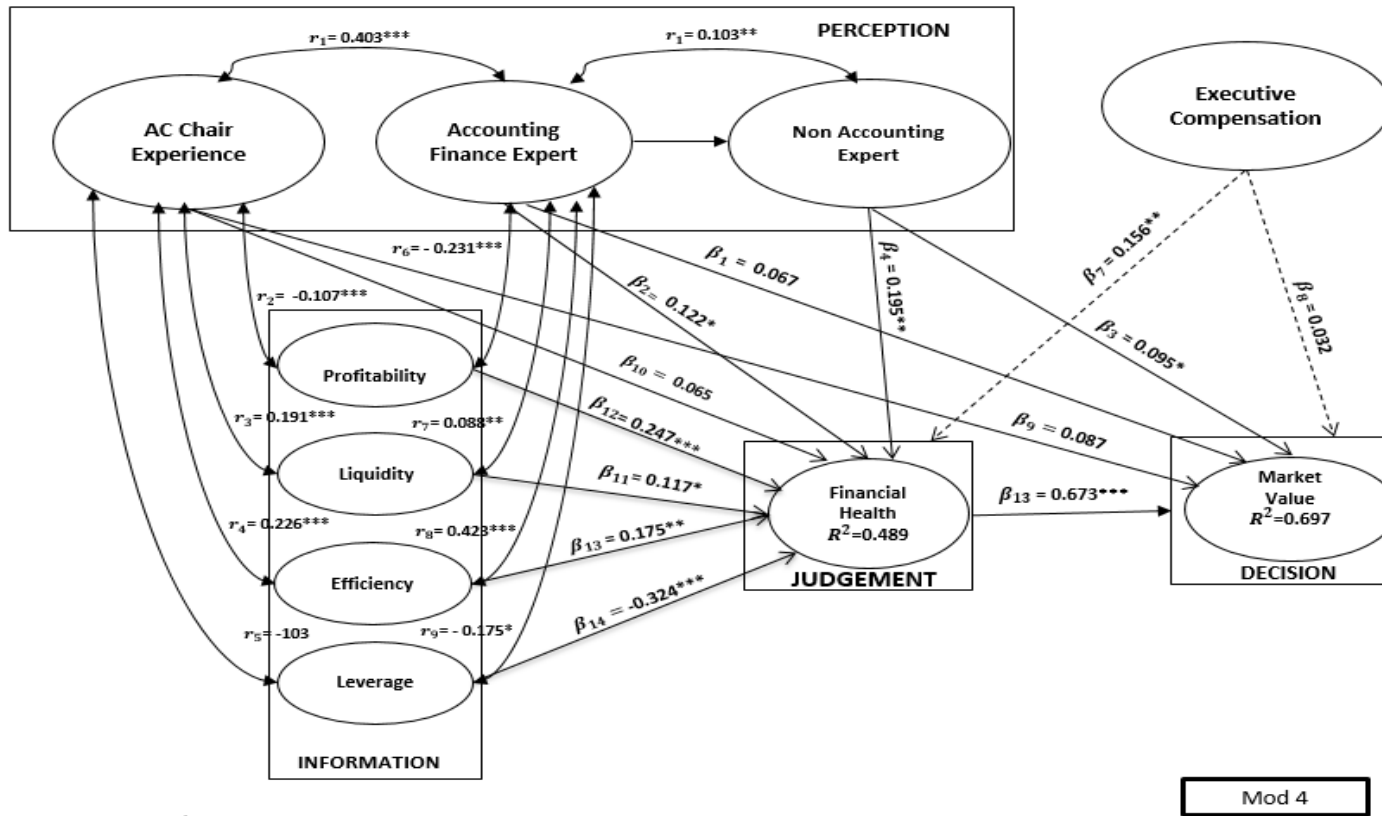 r₁= 0.403***
r₁= 0.103**
PERCEPTION
AC Chair
Experience
Accounting
Finance Expert
Non Accounting
Expert
Executive
Compensation
r₆= - 0.231***
β₁ = 0.067
β₄ = 0.195**
β₇ = 0.156**
β₈ = 0.032
r₂= -0.107***
β₂₌ 0.122*
β₃ = 0.095*
Profitability
β₁₀ = 0.065
β₁₂= 0.247***
β₉ = 0.087
r₃= 0.191***
r₇= 0.088**
Liquidity
β₁₁ = 0.117*
Financial
Health
R²=0.489
β₁₃ = 0.673***
Market
Value
R²=0.697
r₄= 0.226***
r₈= 0.423***
β₁₃ = 0.175**
Efficiency
JUDGEMENT
DECISION
r₅= -103
r₉= - 0.175*
β₁₄ = -0.324***
Leverage
INFORMATION
Mod 4